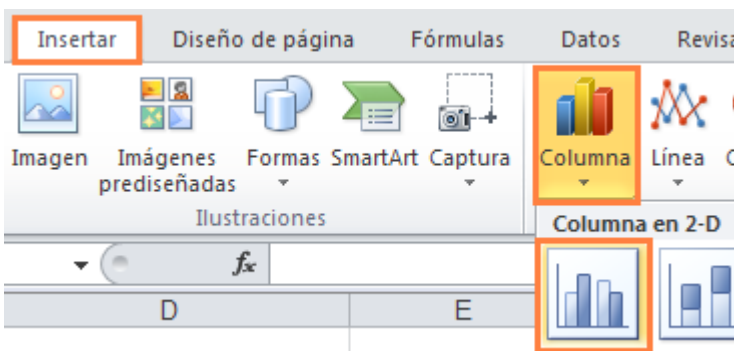 Insertar Diseño de página Fórmulas Datos Revisa
Imagen Imágenes prediseñadas Formas SmartArt Captura Columna Línea C
Ilustraciones
Columna en 2-D
fx
D E